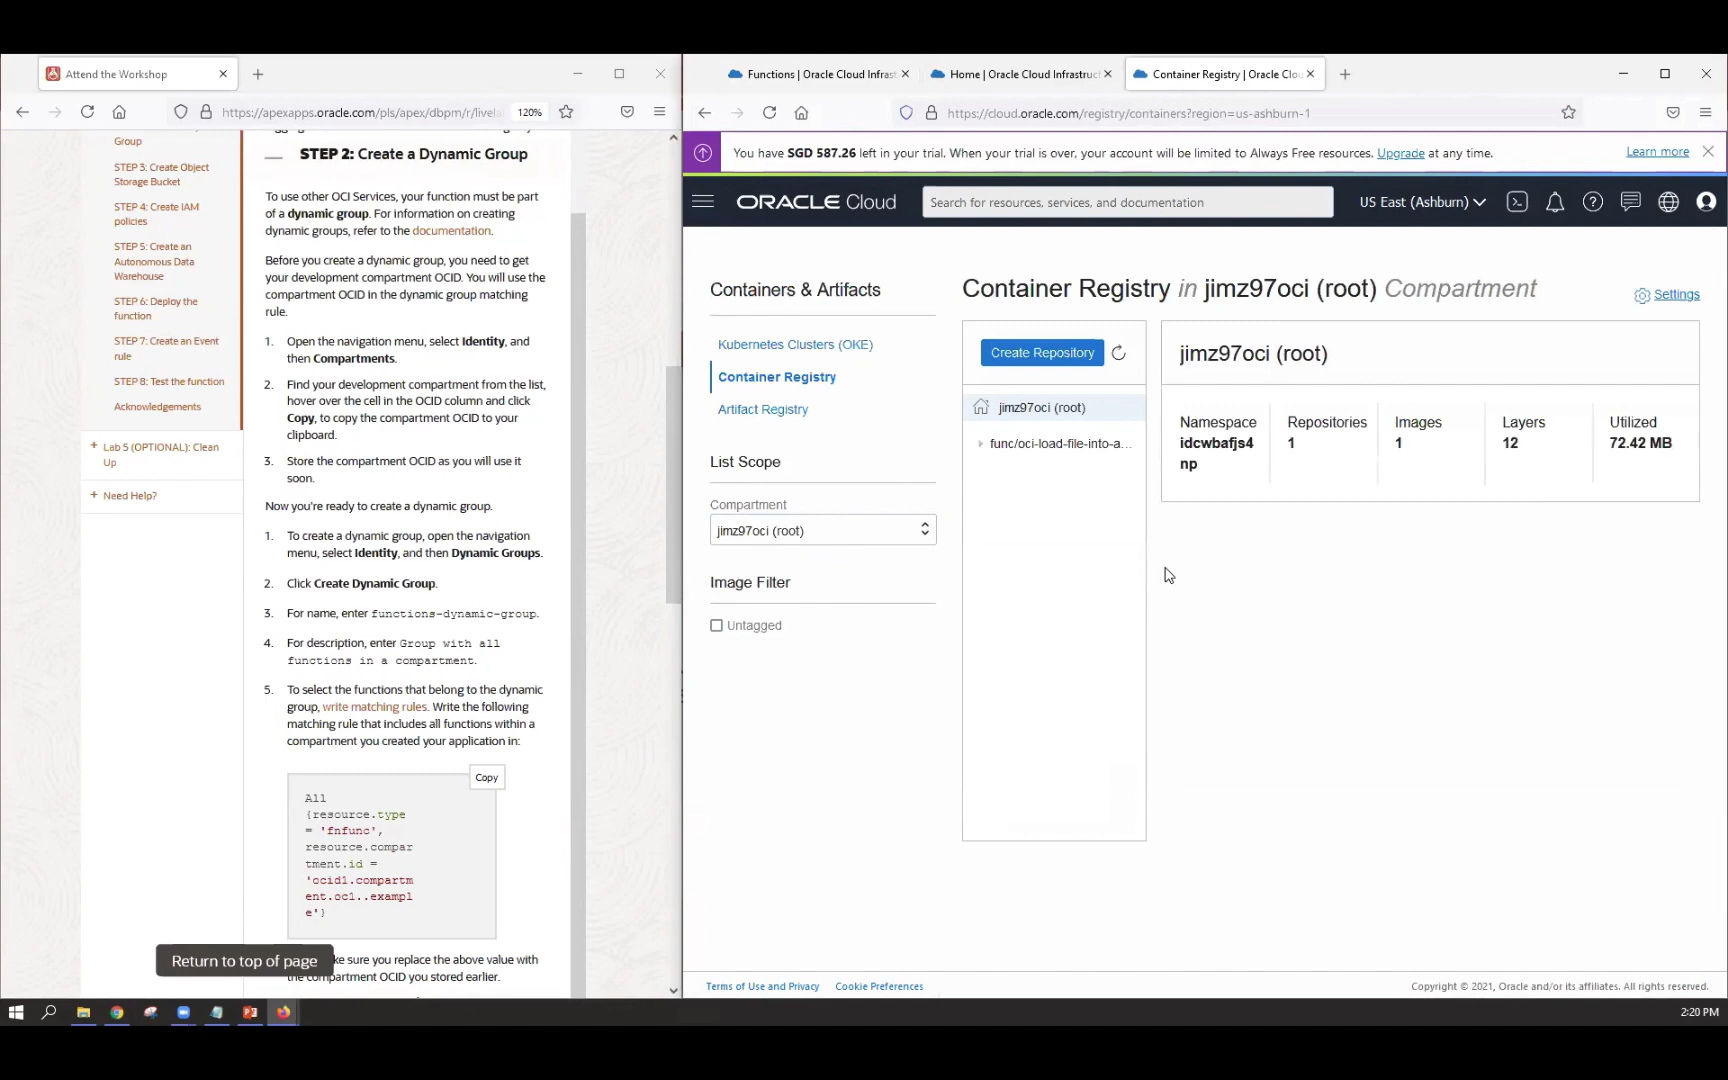 Attend the Workshop
https://apexapps.oracle.com/pls/apex/dbpm/r/livela
120%
Group
STEP 3: Create Object
Storage Bucket
STEP 4: Create IAM
policies
STEP 5: Create an
Autonomous Data
Warehouse
STEP 6: Deploy the
function
STEP 7: Create an Event
rule
STEP 8: Test the function
Acknowledgements
+ Lab 5 (OPTIONAL): Clean
Up
+ Need Help?
STEP 2: Create a Dynamic Group
To use other OCI Services, your function must be part
of a dynamic group. For information on creating
dynamic groups, refer to the documentation.
Before you create a dynamic group, you need to get
your development compartment OCID. You will use the
compartment OCID in the dynamic group matching
rule.
1. Open the navigation menu, select Identity, and
then Compartments.
2. Find your development compartment from the list,
hover over the cell in the OCID column and click
Copy, to copy the compartment OCID to your
clipboard.
3. Store the compartment OCID as you will use it
soon.
Now you're ready to create a dynamic group.
1. To create a dynamic group, open the navigation
menu, select Identity, and then Dynamic Groups.
2. Click Create Dynamic Group.
3. For name, enter functions-dynamic-group.
4. For description, enter Group with all
functions in a compartment.
5. To select the functions that belong to the dynamic
group, write matching rules. Write the following
matching rule that includes all functions within a
compartment you created your application in:
Copy
All
{resource.type
= 'fnfunc',
resource.compar
tment.id =
'ocid1.compartm
ent.oc1..exampl
e'}
ke sure you replace the above value with
the compartment OCID you stored earlier.
Return to top of page
Functions | Oracle Cloud Infrast
Home | Oracle Cloud Infrastruct
Container Registry | Oracle Clou
https://cloud.oracle.com/registry/containers?region=us-ashburn-1
You have SGD 587.26 left in your trial. When your trial is over, your account will be limited to Always Free resources. Upgrade at any time.
Learn more
ORACLE Cloud
Search for resources, services, and documentation
US East (Ashburn)
Containers & Artifacts
Kubernetes Clusters (OKE)
Container Registry
Artifact Registry
List Scope
Compartment
jimz97oci (root)
Image Filter
Untagged
Container Registry in jimz97oci (root) Compartment
Settings
Create Repository
jimz97oci (root)
func/oci-load-file-into-a...
jimz97oci (root)
Namespace
idcwbafjs4
np
Repositories
1
Images
1
Layers
12
Utilized
72.42 MB
Terms of Use and Privacy
Cookie Preferences
Copyright © 2021, Oracle and/or its affiliates. All rights reserved.
2:20 PM